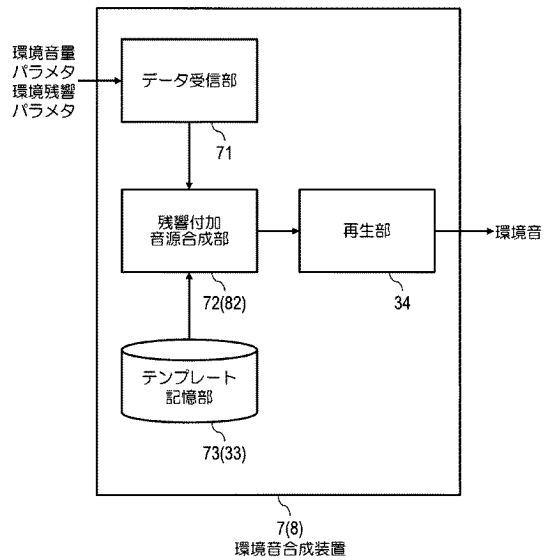 環境音量
パラメタ
環境残響
パラメタ
データ受信部
71
残響付加
音源合成部
72(82)
再生部
34
環境音
テンプレート
記憶部
73(33)
7(8)
環境音合成装置